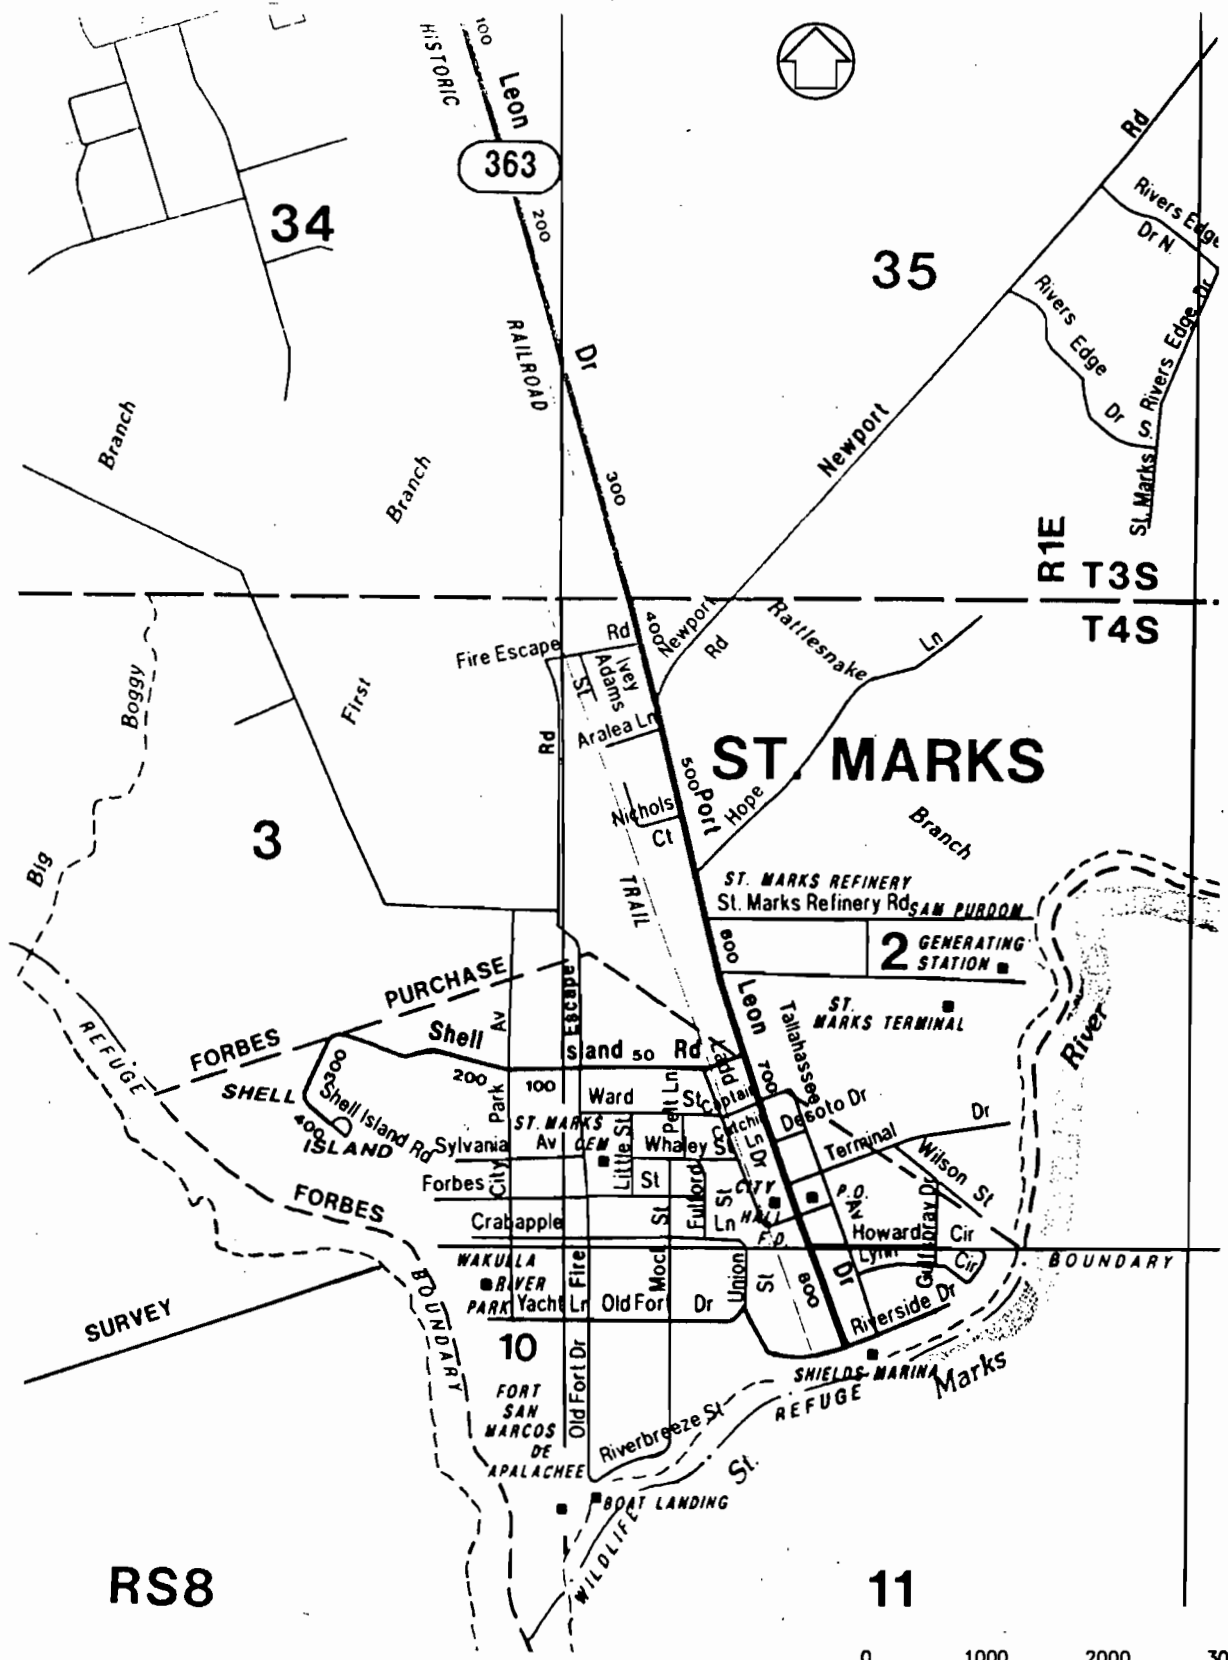 100
HISTORIC
Leon
363
200
34
35
Rd
Rivers Edge
Dr N.
Rivers Edge Dr
Rivers Edge
Dr S.
St. Marks
RAILROAD
Dr
Branch
Branch
300
Newport
R1E
T3S
T4S
Boggy
First
Big
3
Fire Escape
Rd
400
Newport
Rd
Rattlesnake
Ln
Ivey
Adams
St
Aralea Ln
Rd
500
Port
ST. MARKS
Hope
Branch
Nichols
Ct
TRAIL
ST. MARKS REFINERY
St. Marks Refinery Rd
SAM PURDOM
600
2
GENERATING
STATION
ST.
MARKS TERMINAL
River
PURCHASE
FORBES
REFUGE
Av
Escape
Leon
Tallahassee
Shell
Island 50 Rd
Ladd
700
SHELL
300
400
Shell Island Rd
ISLAND
200
100
Park
City
Ward
St
Pelt Ln
Captain
Desoto Dr
Dr
ST. MARKS
CEM
Sylvania
Av
Little St
Whaley St
Ln
Dr
Terminal
Wilson St
Forbes
St
Fulford
St
CITY
HALL
P.O.
Av
FORBES
Crabapple
Ln
F.D.
Howard
Cir
Gulfspray Dr
Lynn
Cir
BOUNDARY
WAKULLA
RIVER
PARK
Fire
Mock
St
Union
St
800
Dr
BOUNDARY
Yacht Ln
Old Fort
Dr
Riverside Dr
SURVEY
10
Old Fort Dr
FORT
SAN
MARCOS
DE
APALACHEE
SHIELDS MARINA
REFUGE
Marks
Riverbreeze St
St.
BOAT LANDING
WILDLIFE
RS8
11
0 1000 2000 30